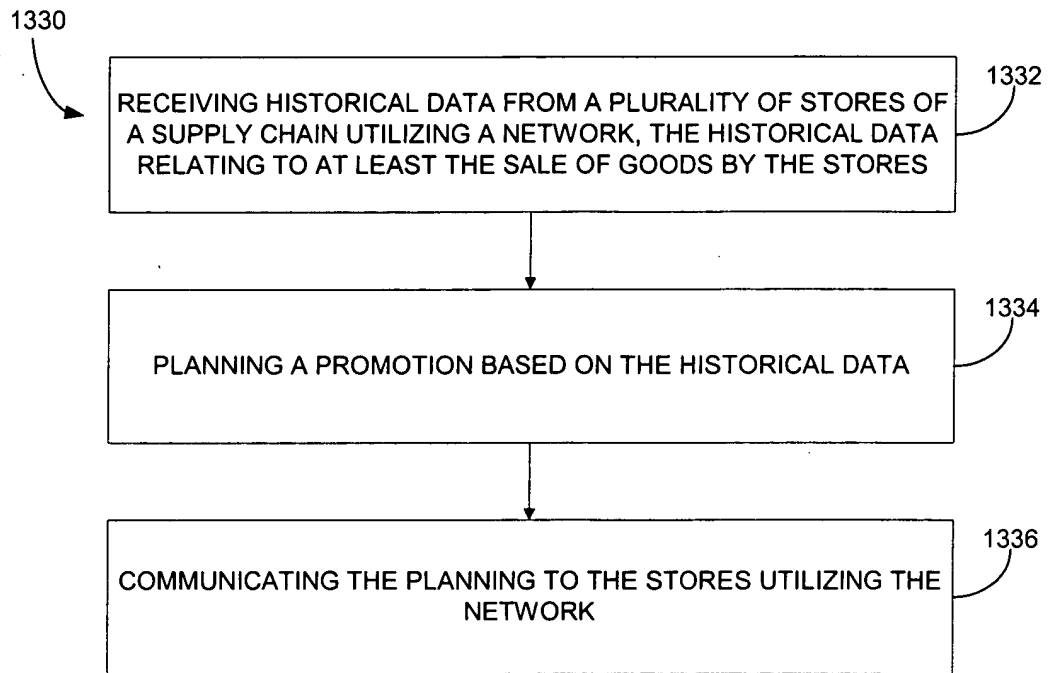 1330
1332
RECEIVING HISTORICAL DATA FROM A PLURALITY OF STORES OF
A SUPPLY CHAIN UTILIZING A NETWORK, THE HISTORICAL DATA
RELATING TO AT LEAST THE SALE OF GOODS BY THE STORES
1334
PLANNING A PROMOTION BASED ON THE HISTORICAL DATA
1336
COMMUNICATING THE PLANNING TO THE STORES UTILIZING THE
NETWORK